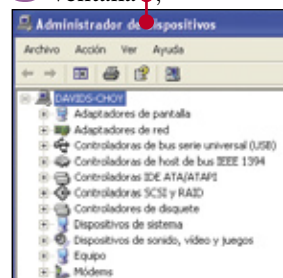 Administrador de dispositivos
Archivo Acción Ver Ayuda
DAVIDS-CHOY
Adaptadores de pantalla
Adaptadores de red
Controladoras de bus serie universal (USB)
Controladoras de host de bus IEEE 1394
Controladoras IDE ATA/ATAPI
Controladoras SCSI y RAID
Controladores de disquete
Dispositivos de sistema
Dispositivos de sonido, vídeo y juegos
Equipo
Módems